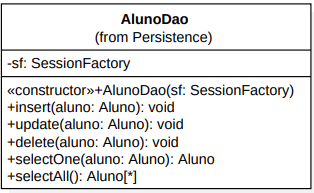 AlunoDao
(from Persistence)
-sf: SessionFactory
«constructor»+AlunoDao(sf: SessionFactory)
+insert(aluno: Aluno): void
+update(aluno: Aluno): void
+delete(aluno: Aluno): void
+selectOne(aluno: Aluno): Aluno
+selectAll(): Aluno[*]